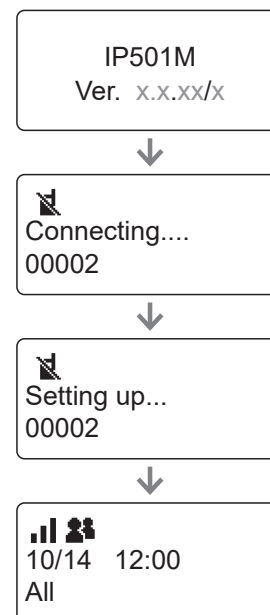 IP501M
Ver. x.x.xx/x
Connecting....
00002
Setting up...
00002
10/14 12:00
All